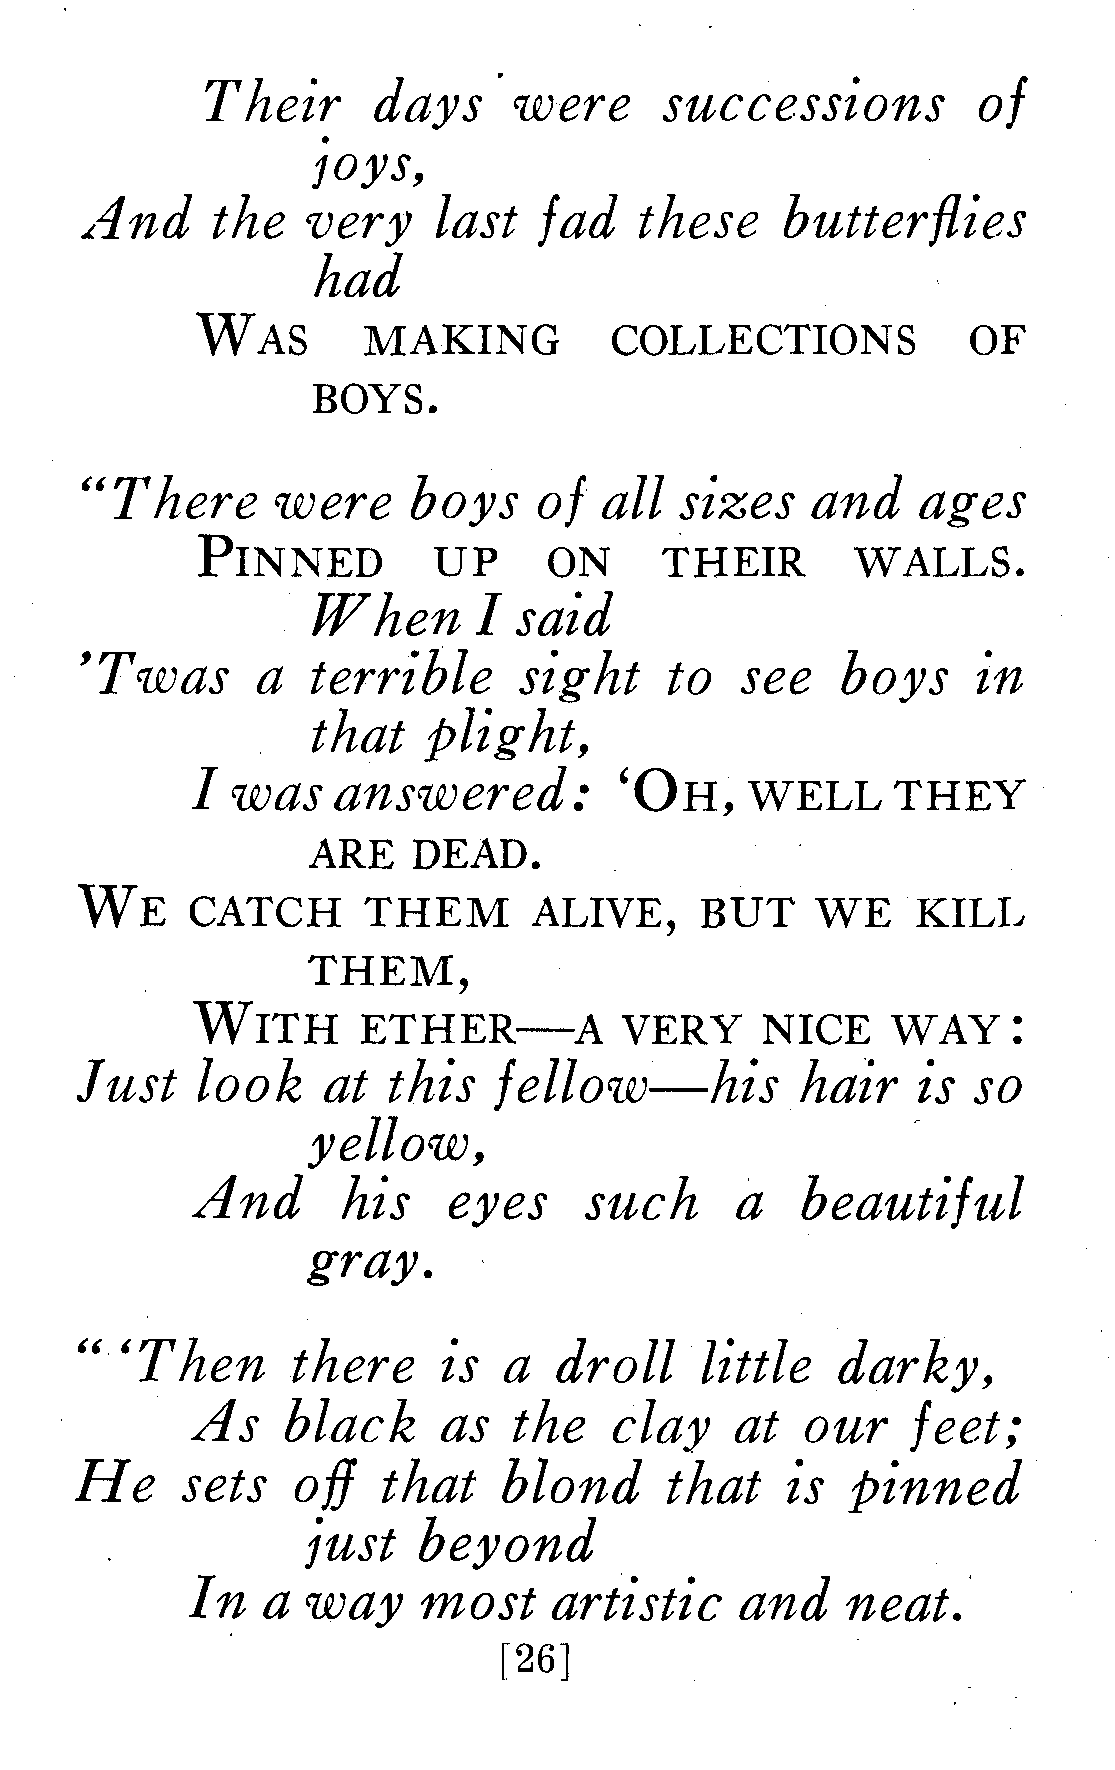 Their days were successions of
joys,
And the very last fad these butterflies
had
WAS MAKING COLLECTIONS OF
BOYS.
“There were boys of all sizes and ages
PINNED UP ON THEIR WALLS.
When I said
’Twas a terrible sight to see boys in
that plight,
I was answered: ‘OH, WELL THEY
ARE DEAD.
WE CATCH THEM ALIVE, BUT WE KILL
THEM,
WITH ETHER—A VERY NICE WAY:
Just look at this fellow—his hair is so
yellow,
And his eyes such a beautiful
gray.
“ ‘Then there is a droll little darky,
As black as the clay at our feet;
He sets off that blond that is pinned
just beyond
In a way most artistic and neat.
[26]